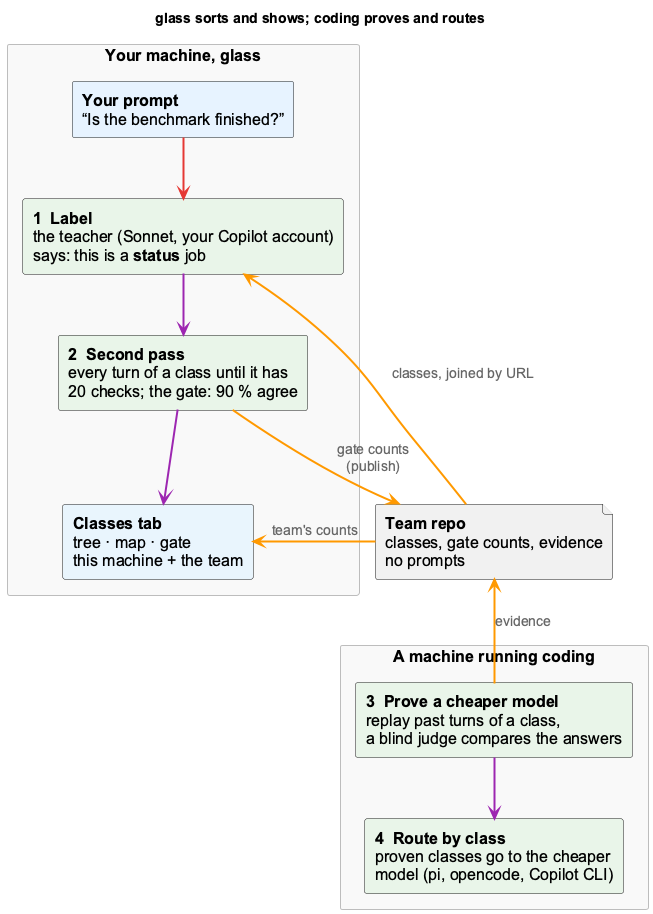 glass sorts and shows; coding proves and routes
Your machine, glass
Your prompt
“Is the benchmark finished?”
1 Label
the teacher (Sonnet, your Copilot account)
says: this is a status job
2 Second pass
every turn of a class until it has
20 checks; the gate: 90 % agree
classes, joined by URL
gate counts
(publish)
Classes tab
tree · map · gate
this machine + the team
team's counts
Team repo
classes, gate counts, evidence
no prompts
evidence
A machine running coding
3 Prove a cheaper model
replay past turns of a class,
a blind judge compares the answers
4 Route by class
proven classes go to the cheaper
model (pi, opencode, Copilot CLI)